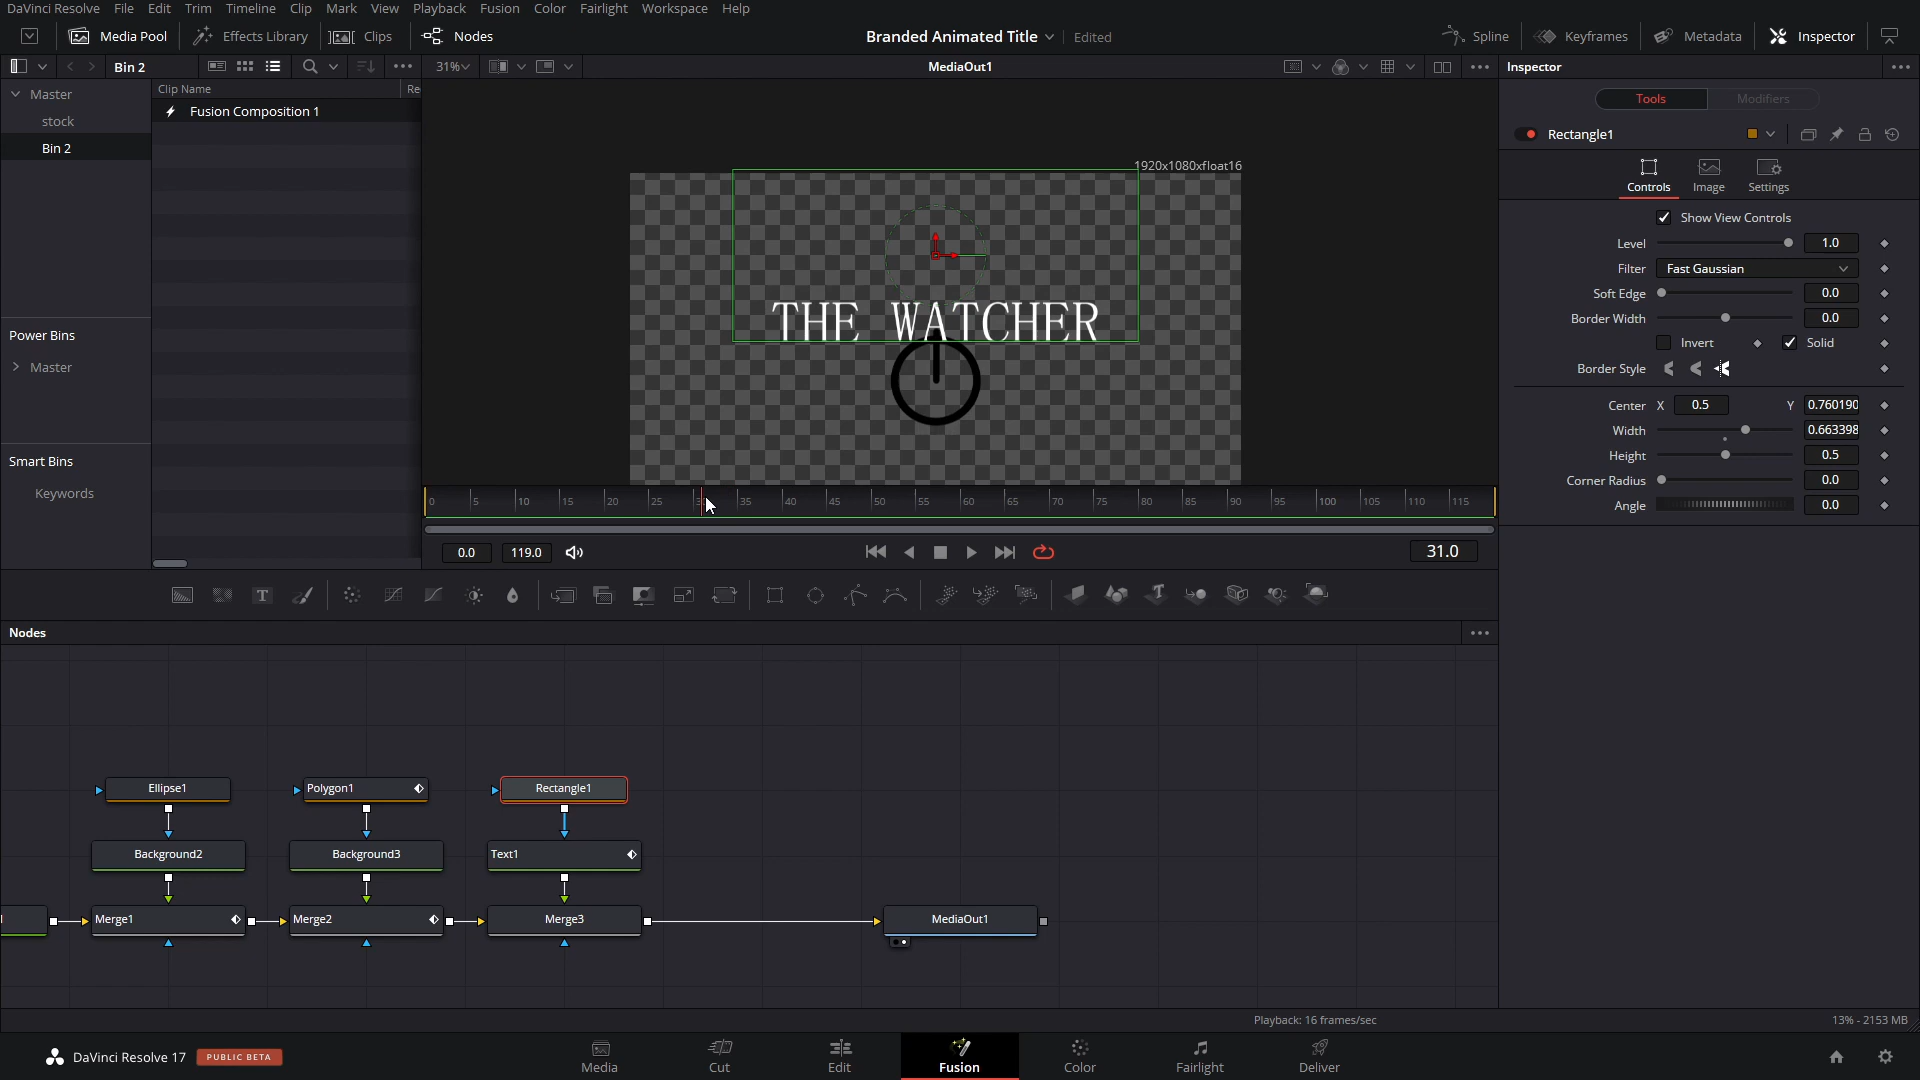 DaVinci Resolve File Edit Trim Timeline Clip Mark View Playback Fusion Color Fairlight Workspace Help
Media Pool Effects Library Clips Nodes Branded Animated Title Edited Spline Keyframes Metadata Inspector
Bin 2 31% MediaOut1 Inspector
Master Clip Name Re Tools Modifiers
stock Fusion Composition 1
Bin 2 Rectangle1
1920x1080xfloat16
Controls Image Settings
Show View Controls
Level 1.0
Filter Fast Gaussian
Soft Edge 0.0
Border Width 0.0
THE WATCHER
Power Bins Invert Solid
Master Border Style
Center X 0.5 Y 0.760190
Width 0.663398
Smart Bins Height 0.5
Keywords Corner Radius 0.0
0 5 10 15 20 25 35 40 45 50 55 60 65 70 75 80 85 90 95 100 105 110 115 Angle 0.0
0.0 119.0 31.0
Nodes
Ellipse1 Polygon1 Rectangle1
Background2 Background3 Text1
1 Merge1 Merge2 Merge3 MediaOut1
Playback: 16 frames/sec 13% - 2153 MB
DaVinci Resolve 17 PUBLIC BETA Media Cut Edit Fusion Color Fairlight Deliver